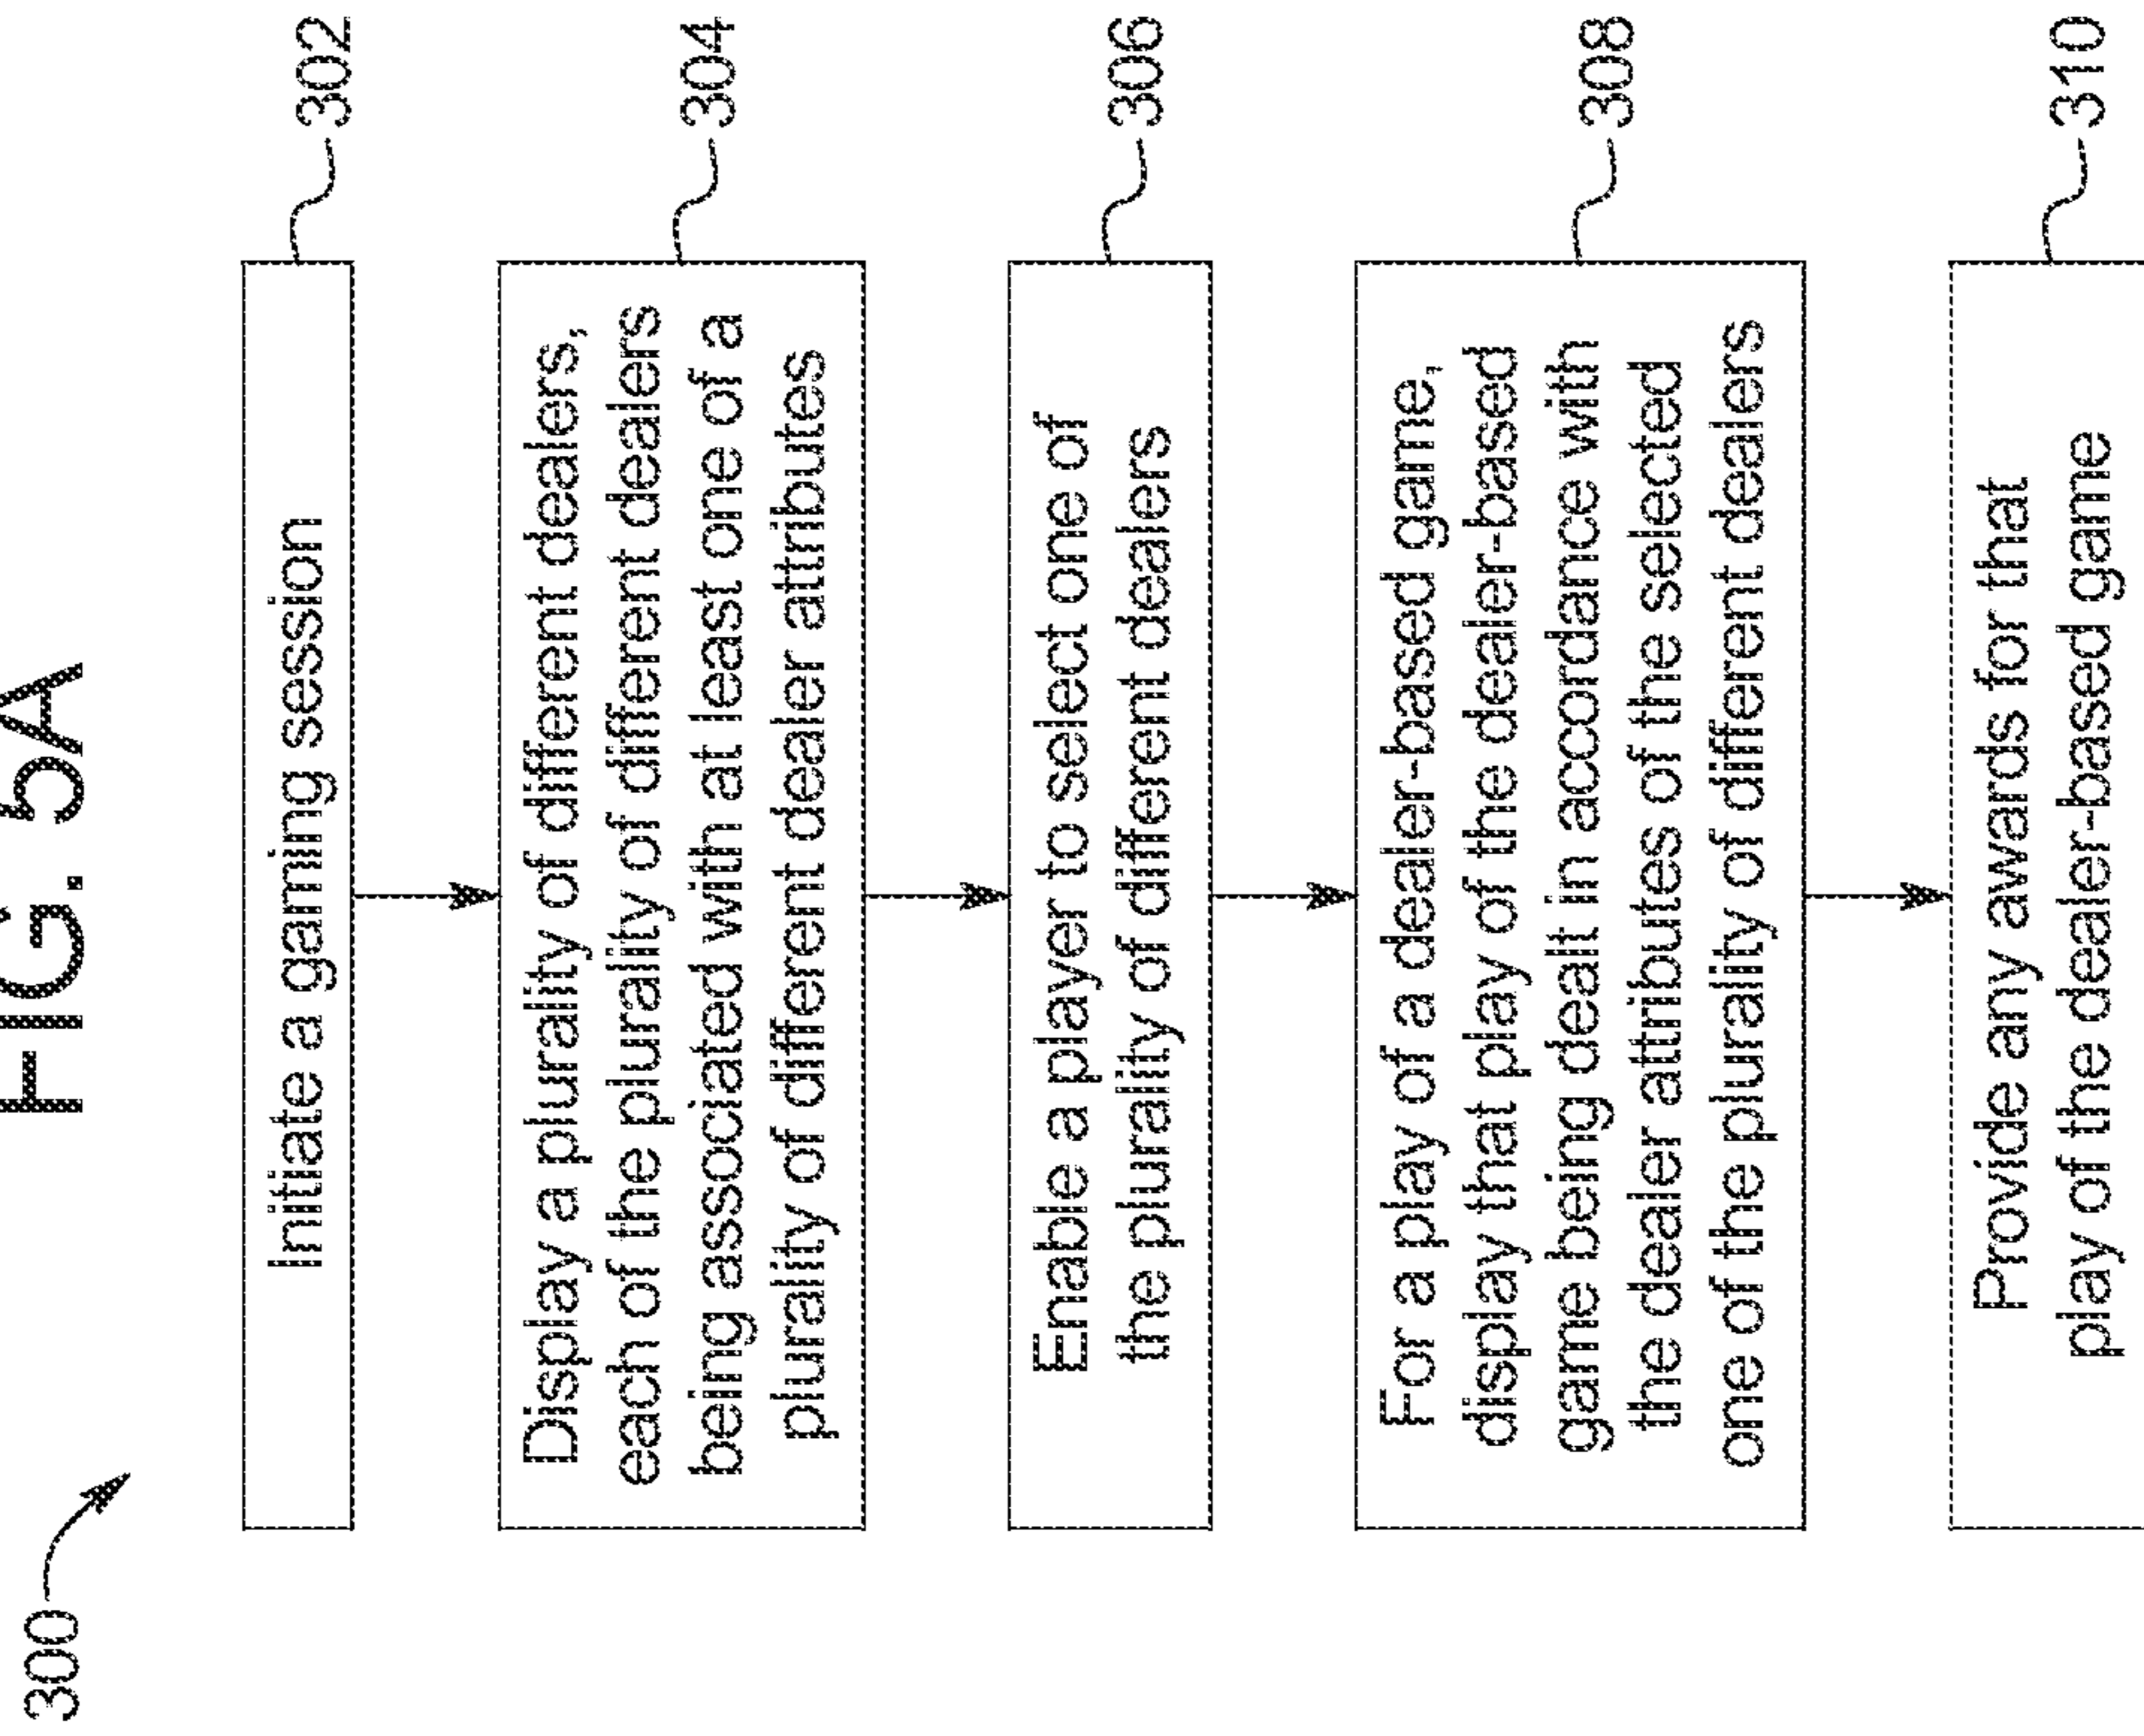 FIG. 5A
300
Initiate a gaming session
302
Display a plurality of different dealers,
each of the plurality of different dealers
being associated with at least one of a
plurality of different dealer attributes
304
Enable a player to select one of
the plurality of different dealers
306
For a play of a dealer-based game,
display that play of the dealer-based
game being dealt in accordance with
the dealer attributes of the selected
one of the plurality of different dealers
308
Provide any awards for that
play of the dealer-based game
310